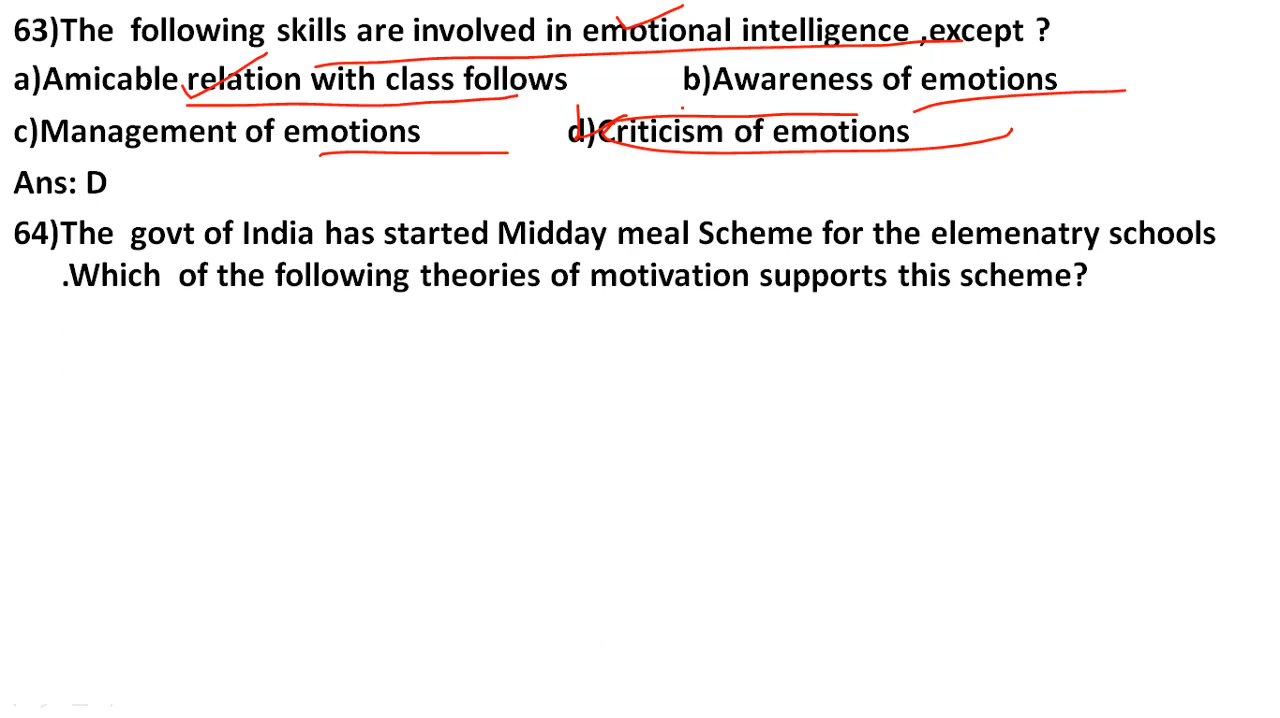 63)The following skills are involved in emotional intelligence ,except ?
a)Amicable relation with class follows b)Awareness of emotions
c)Management of emotions d)Criticism of emotions
Ans: D
64)The govt of India has started Midday meal Scheme for the elemenatry schools
.Which of the following theories of motivation supports this scheme?